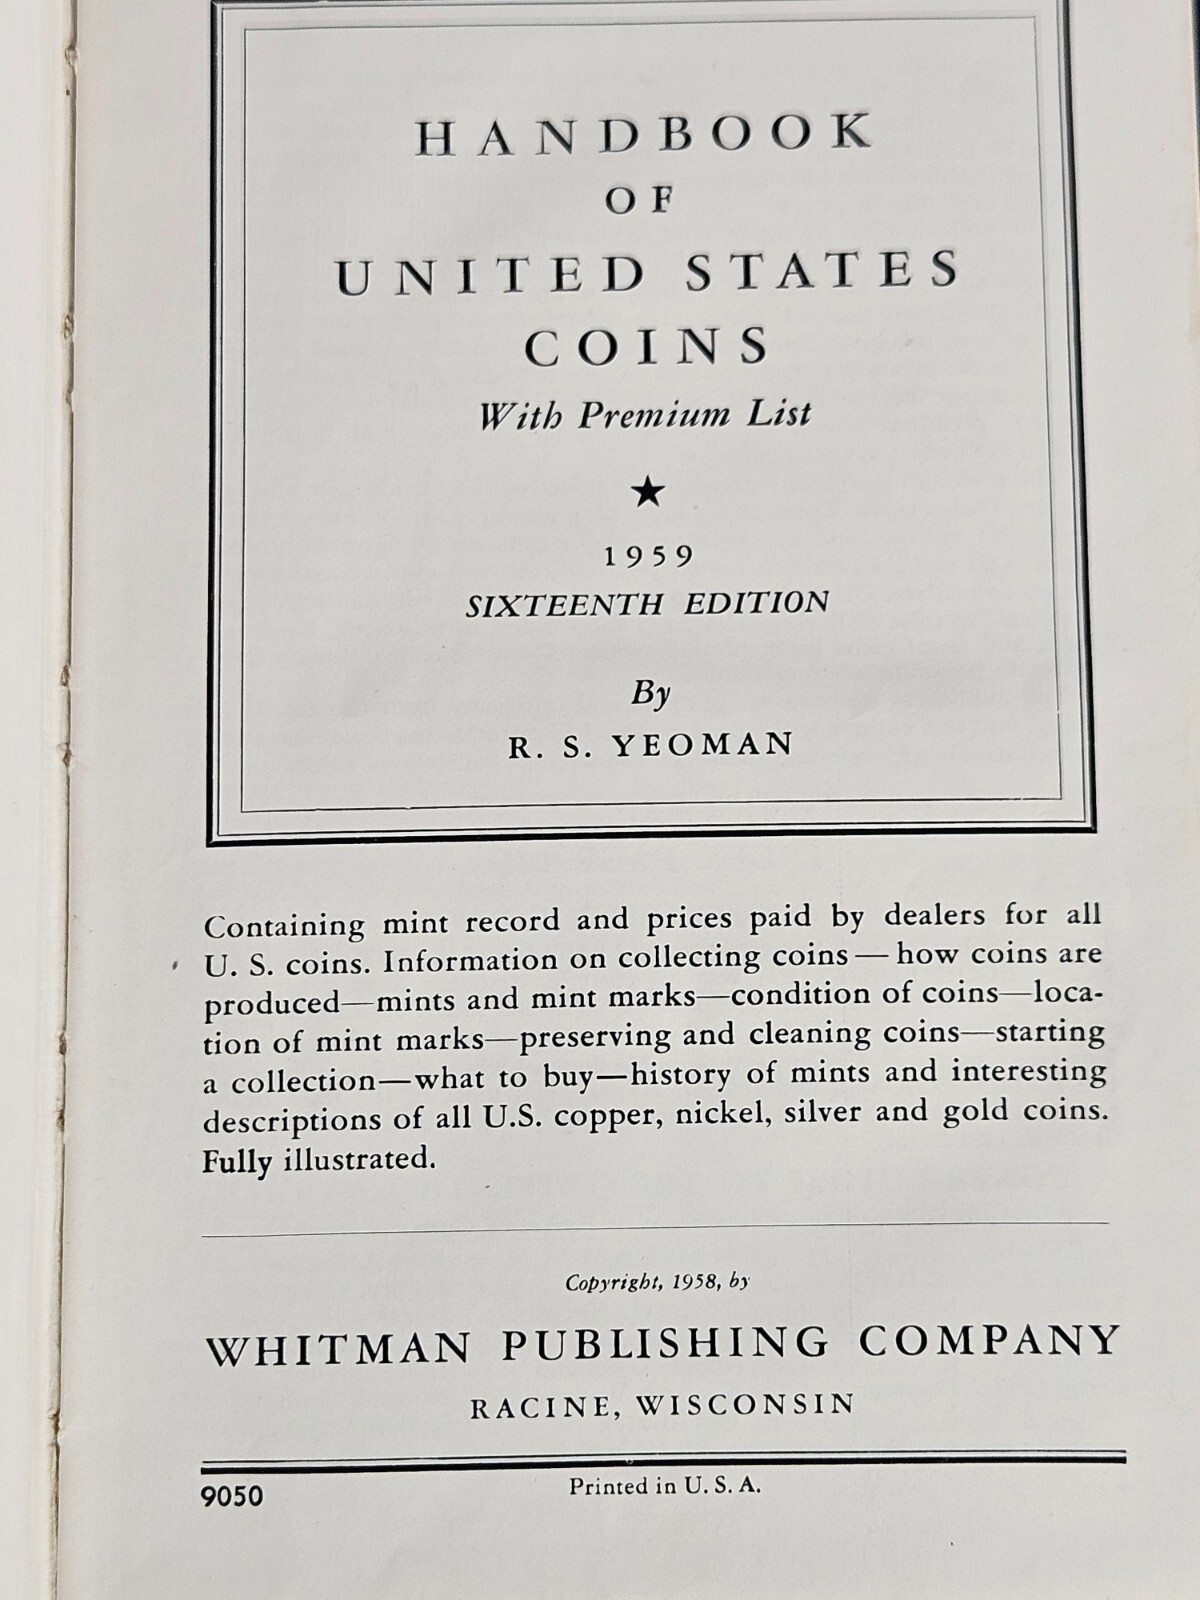 HANDBOOK
OF
UNITED STATES
COINS
With Premium List
★
1959
SIXTEENTH EDITION
By
R. S. YEOMAN
Containing mint record and prices paid by dealers for all
U. S. coins. Information on collecting coins — how coins are
produced—mints and mint marks—condition of coins—loca-
tion of mint marks—preserving and cleaning coins—starting
a collection—what to buy—history of mints and interesting
descriptions of all U.S. copper, nickel, silver and gold coins.
Fully illustrated.
Copyright, 1958, by
WHITMAN PUBLISHING COMPANY
RACINE, WISCONSIN
9050 Printed in U. S. A.